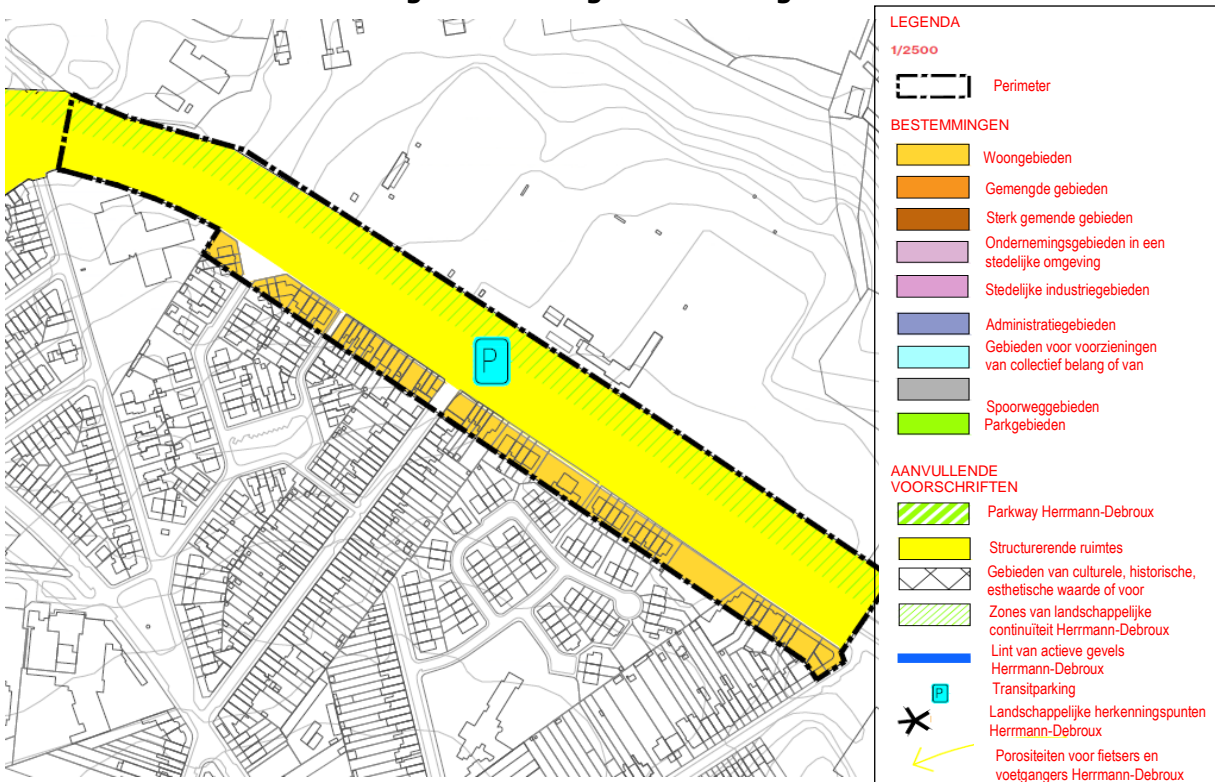 P
LEGENDA
1/2500
Perimeter
BESTEMMINGEN
Woongebieden
Gemengde gebieden
Sterk gemende gebieden
Ondernemingsgebieden in een
stedelijke omgeving
Stedelijke industriegebieden
Administratiegebieden
Gebieden voor voorzieningen
van collectief belang of van
Spoorweggebieden
Parkgebieden
AANVULLENDE
VOORSCHRIFTEN
Parkway Herrmann-Debroux
Structurerende ruimtes
Gebieden van culturele, historische,
esthetische waarde of voor
Zones van landschappelijke
continuïteit Herrmann-Debroux
Lint van actieve gevels
Herrmann-Debroux
P
Transitparking
Landschappelijke herkenningspunten
Herrmann-Debroux
Porositeiten voor fietsers en
voetgangers Herrmann-Debroux